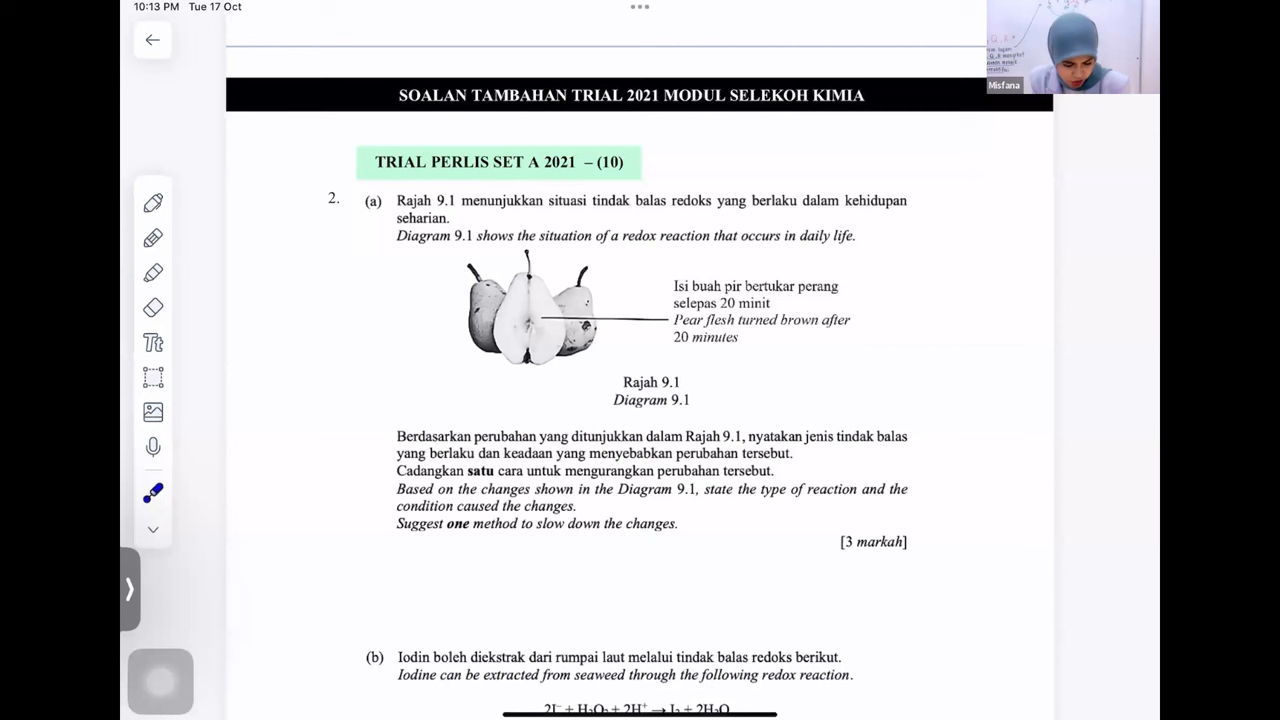 10:13 PM Tue 17 Oct
Misfana
SOALAN TAMBAHAN TRIAL 2021 MODUL SELEKOH KIMIA
TRIAL PERLIS SET A 2021 – (10)
2. (a) Rajah 9.1 menunjukkan situasi tindak balas redoks yang berlaku dalam kehidupan
seharian.
Diagram 9.1 shows the situation of a redox reaction that occurs in daily life.
Isi buah pir bertukar perang
selepas 20 minit
Pear flesh turned brown after
20 minutes
Rajah 9.1
Diagram 9.1
Berdasarkan perubahan yang ditunjukkan dalam Rajah 9.1, nyatakan jenis tindak balas
yang berlaku dan keadaan yang menyebabkan perubahan tersebut.
Cadangkan satu cara untuk mengurangkan perubahan tersebut.
Based on the changes shown in the Diagram 9.1, state the type of reaction and the
condition caused the changes.
Suggest one method to slow down the changes.
[3 markah]
(b) Iodin boleh diekstrak dari rumpai laut melalui tindak balas redoks berikut.
Iodine can be extracted from seaweed through the following redox reaction.
2I⁻ + H₂O₂ + 2H⁺ → I₂ + 2H₂O
Tt